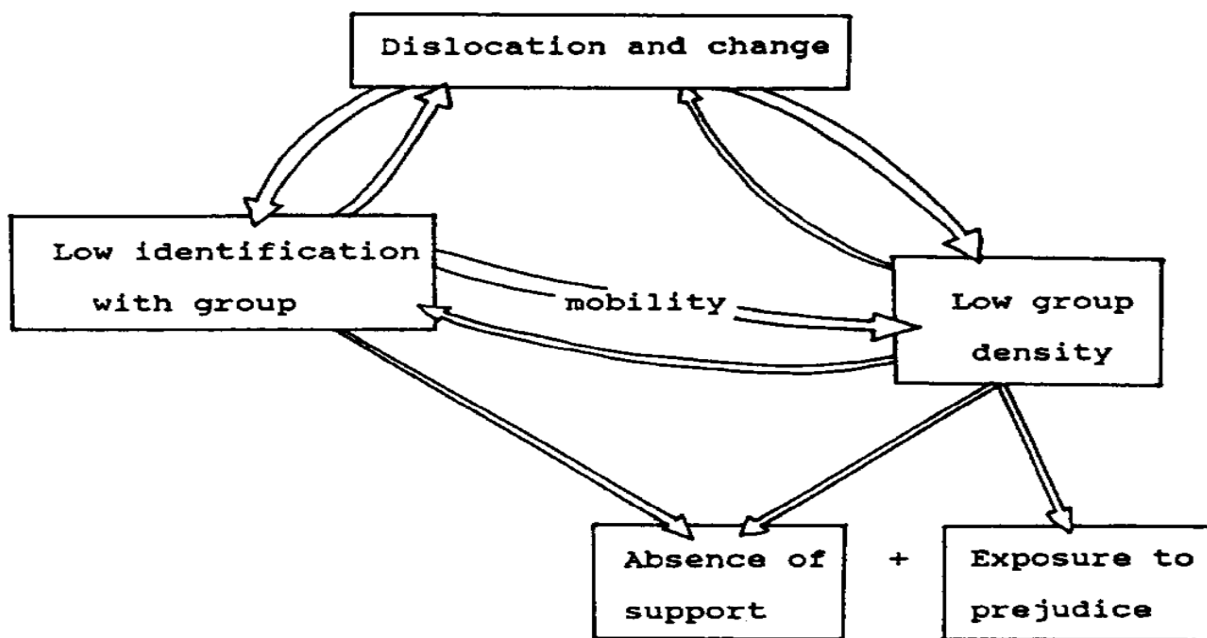 Dislocation and change
Low identification
with group
mobility
Low group
density
Absence of
support
+
Exposure to
prejudice